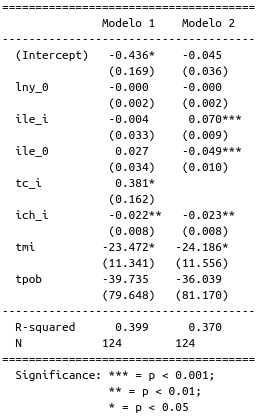 ======================================
Modelo 1 Modelo 2
--------------------------------------
(Intercept) -0.436* -0.045
(0.169) (0.036)
lny_0 -0.000 -0.000
(0.002) (0.002)
ile_i -0.004 0.070***
(0.033) (0.009)
ile_0 0.027 -0.049***
(0.034) (0.010)
tc_i 0.381*
(0.162)
ich_i -0.022** -0.023**
(0.008) (0.008)
tmi -23.472* -24.186*
(11.341) (11.556)
tpob -39.735 -36.039
(79.648) (81.170)
--------------------------------------
R-squared 0.399 0.370
N 124 124
======================================
Significance: *** = p < 0.001;
** = p < 0.01;
* = p < 0.05